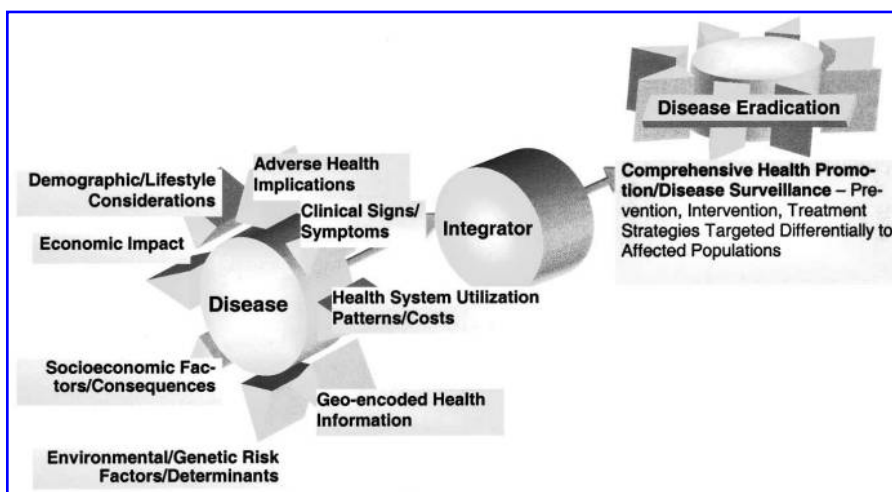 Disease Eradication
Comprehensive Health Promo-
tion/Disease Surveillance – Pre-
vention, Intervention, Treatment
Strategies Targeted Differentially to
Affected Populations
Adverse Health
Implications
Demographic/Lifestyle
Considerations
Clinical Signs/
Symptoms
Integrator
Economic Impact
Disease
Health System Utilization
Patterns/Costs
Socioeconomic Fac-
tors/Consequences
Geo-encoded Health
Information
Environmental/Genetic Risk
Factors/Determinants